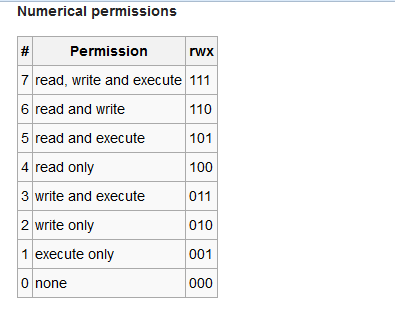 Numerical permissions
# Permission rwx
7 read, write and execute 111
6 read and write 110
5 read and execute 101
4 read only 100
3 write and execute 011
2 write only 010
1 execute only 001
0 none 000